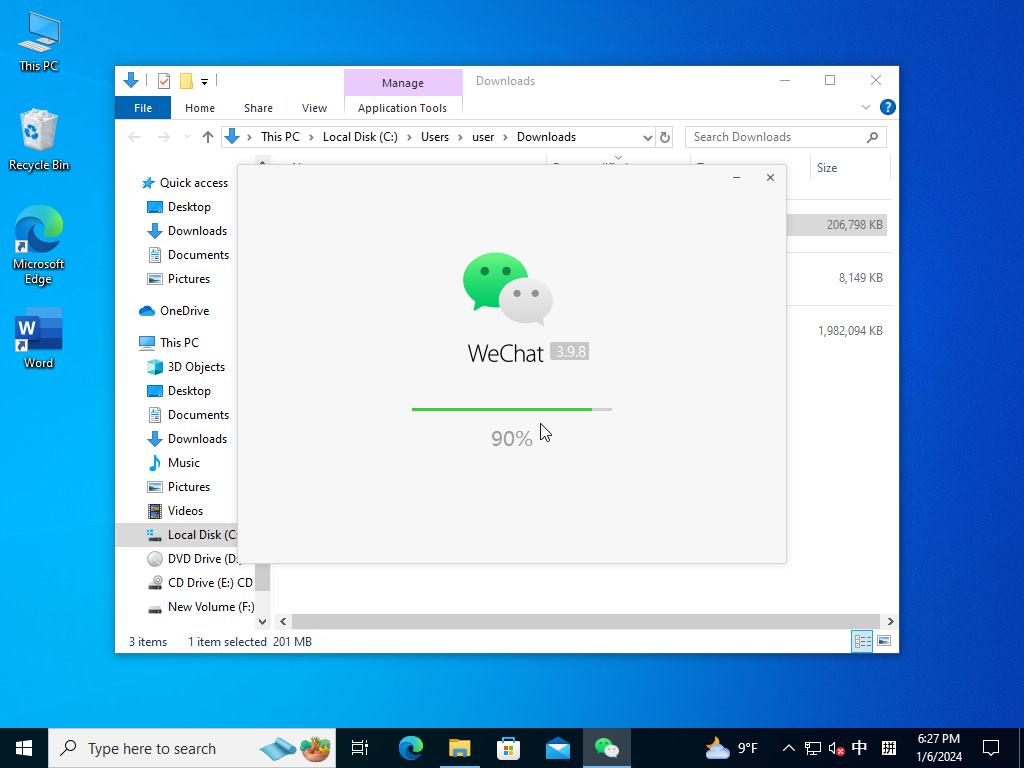 This PC
Recycle Bin
Microsoft Edge
Word
Manage
Downloads
File
Home
Share
View
Application Tools
This PC
Local Disk (C:)
Users
user
Downloads
Search Downloads
Size
Quick access
Desktop
Downloads
Documents
Pictures
OneDrive
This PC
3D Objects
Desktop
Documents
Downloads
Music
Pictures
Videos
Local Disk (C:
DVD Drive (D:
CD Drive (E:) CD
New Volume (F:)
206,798 KB
8,149 KB
1,982,094 KB
WeChat 3.9.8
90%
3 items
1 item selected 201 MB
Type here to search
9°F
中
拼
6:27 PM
1/6/2024